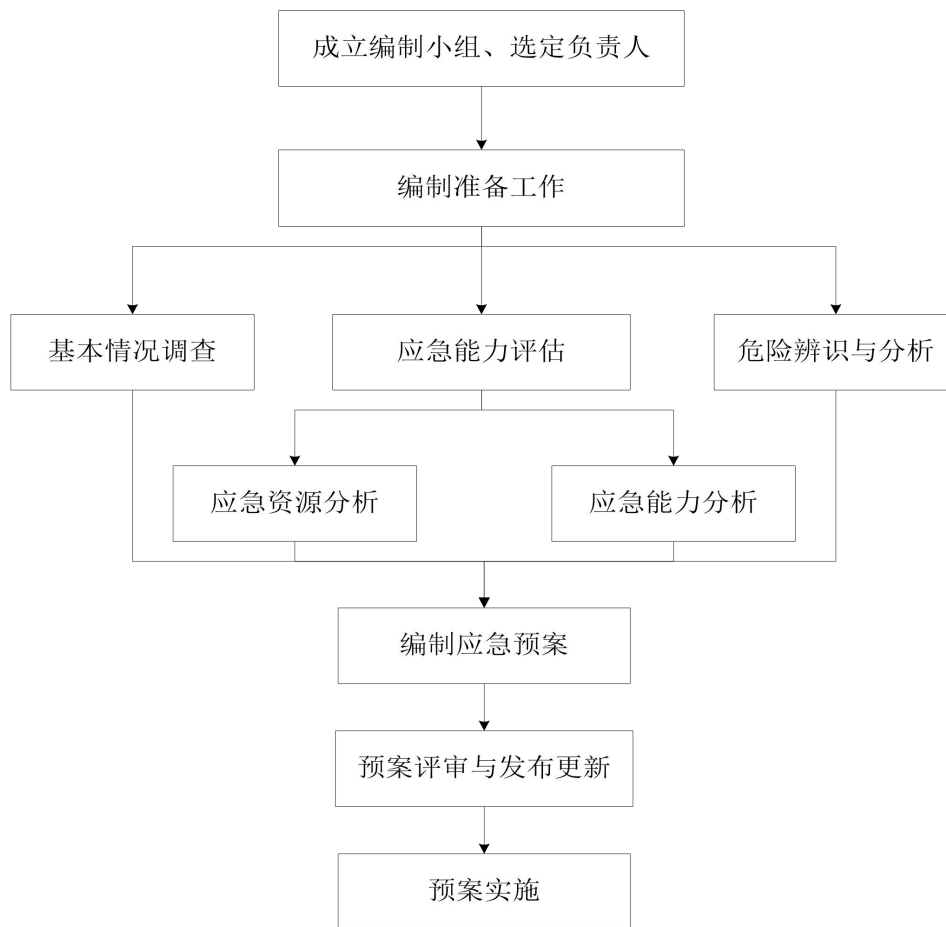 成立编制小组、选定负责人
编制准备工作
基本情况调查
应急能力评估
危险辨识与分析
应急资源分析
应急能力分析
编制应急预案
预案评审与发布更新
预案实施